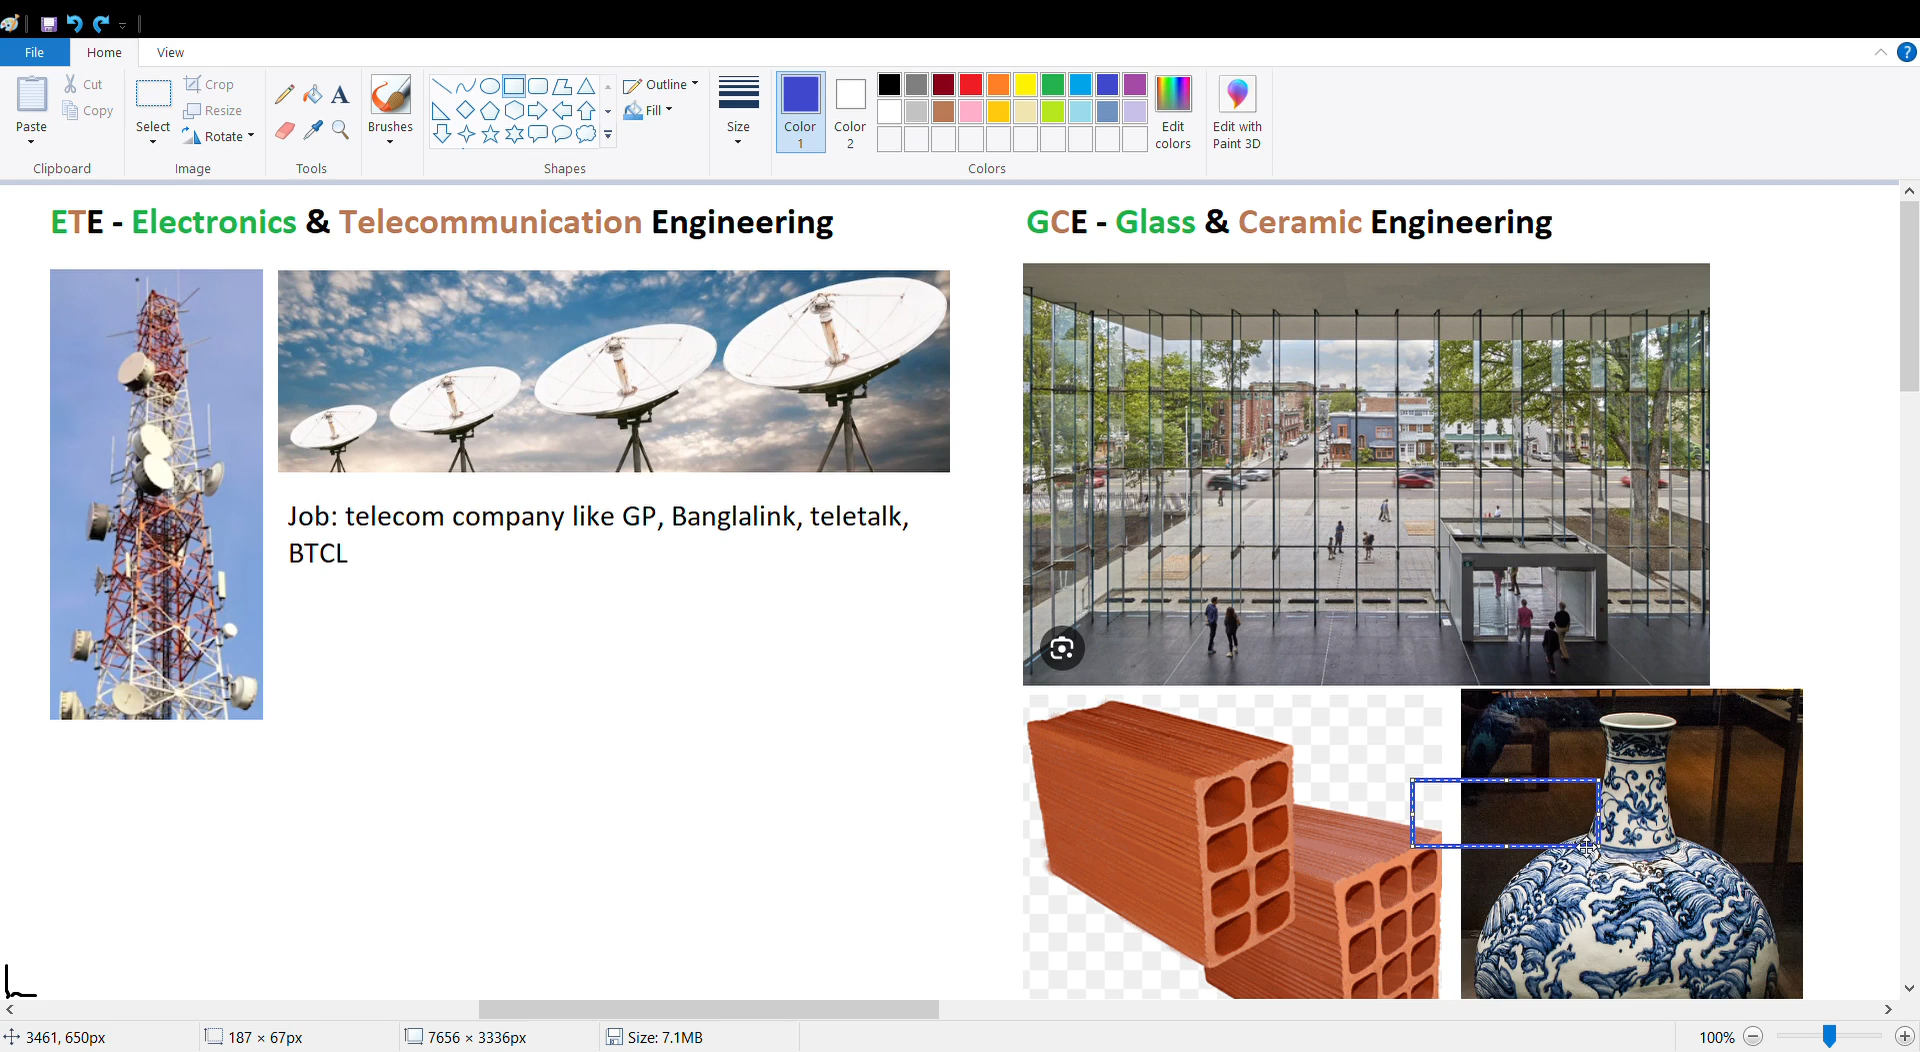 File
Home
View
Paste
Cut
Copy
Clipboard
Select
Crop
Resize
Rotate
Image
A
Tools
Brushes
Shapes
Outline
Fill
Size
Color
1
Color
2
Edit
colors
Colors
Edit with
Paint 3D
?
ETE - Electronics & Telecommunication Engineering
GCE - Glass & Ceramic Engineering
Job: telecom company like GP, Banglalink, teletalk,
BTCL
3461, 650px
187 × 67px
7656 × 3336px
Size: 7.1MB
100%